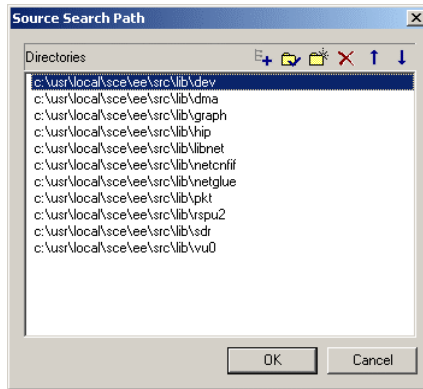 Source Search Path
Directories
c:\usr\local\sce\ee\src\lib\dev
c:\usr\local\sce\ee\src\lib\dma
c:\usr\local\sce\ee\src\lib\graph
c:\usr\local\sce\ee\src\lib\hip
c:\usr\local\sce\ee\src\lib\libnet
c:\usr\local\sce\ee\src\lib\netcnfif
c:\usr\local\sce\ee\src\lib\netglue
c:\usr\local\sce\ee\src\lib\pkt
c:\usr\local\sce\ee\src\lib\rspu2
c:\usr\local\sce\ee\src\lib\sdr
c:\usr\local\sce\ee\src\lib\vu0
OK Cancel